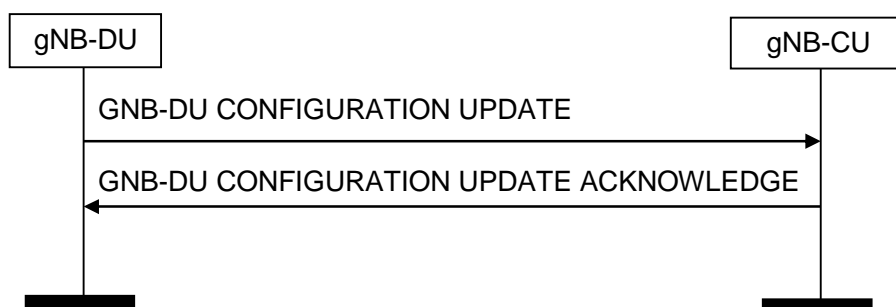 gNB-DU
gNB-CU
GNB-DU CONFIGURATION UPDATE
GNB-DU CONFIGURATION UPDATE ACKNOWLEDGE